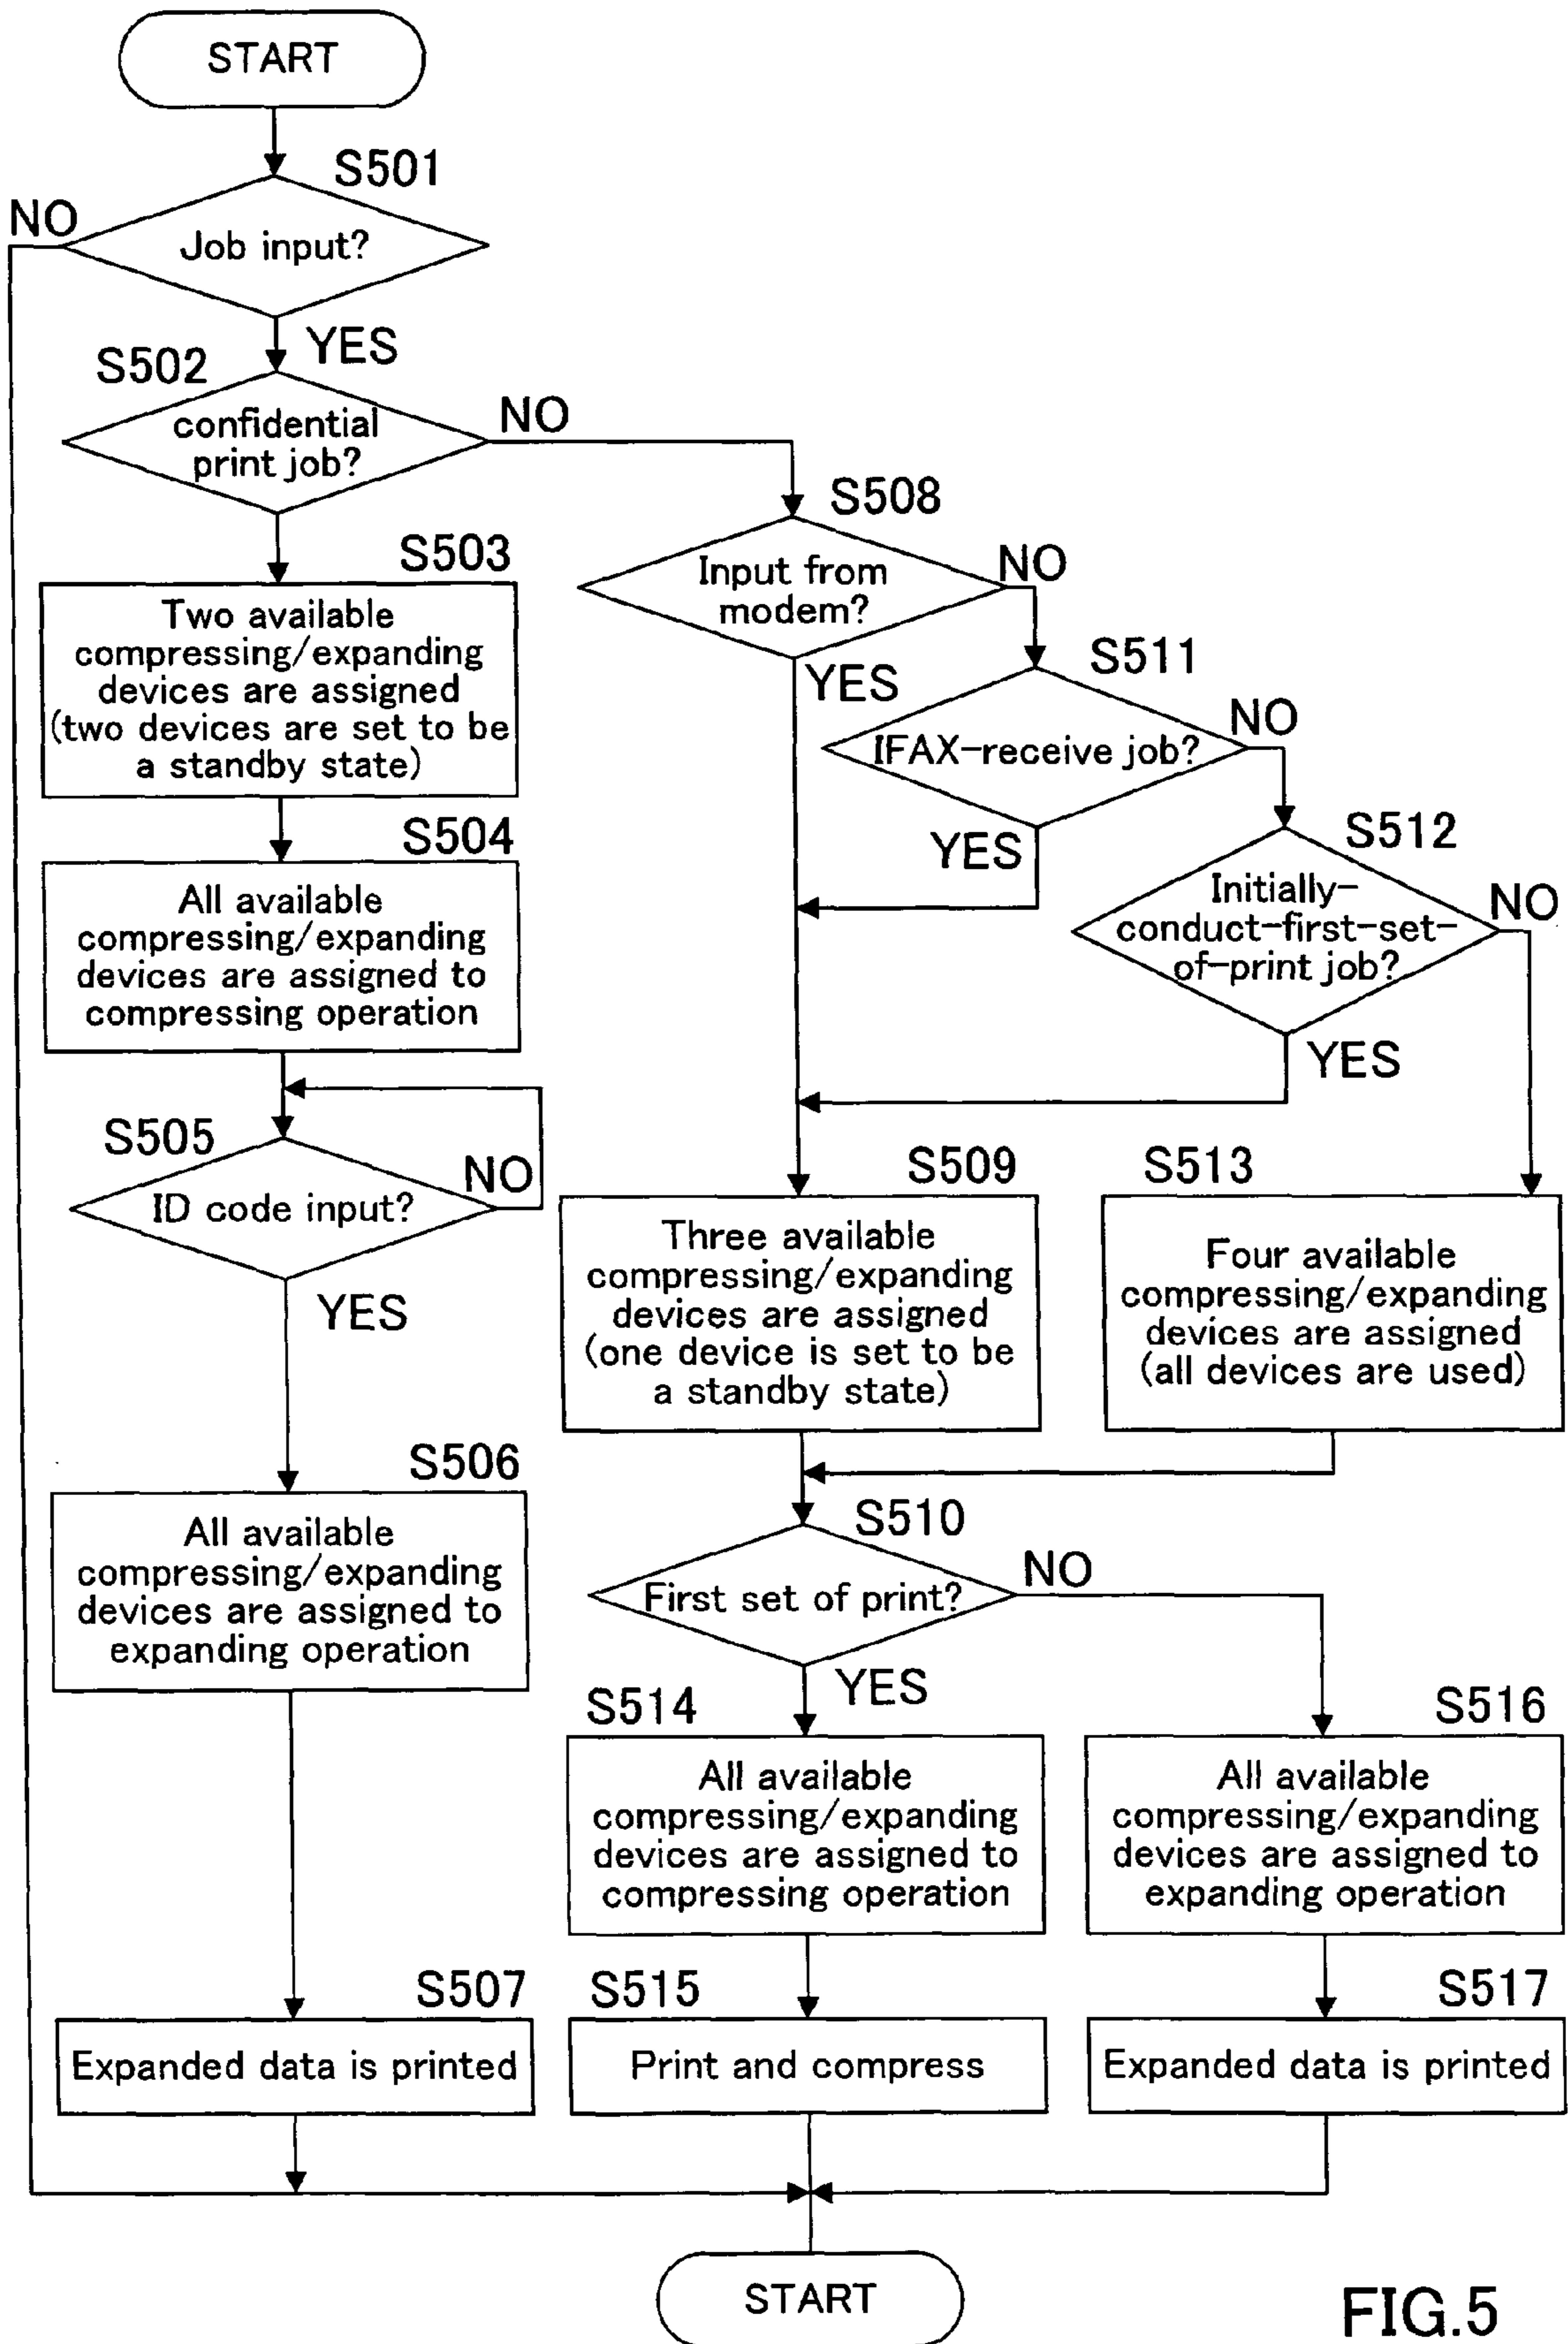 START
S501
NO
Job input?
YES
S502
NO
confidential
print job?
S503
Two available
compressing/expanding
devices are assigned
(two devices are set to be
a standby state)
S504
All available
compressing/expanding
devices are assigned to
compressing operation
S505
NO
ID code input?
YES
S506
All available
compressing/expanding
devices are assigned to
expanding operation
S507
Expanded data is printed
S508
NO
Input from
modem?
YES
S511
NO
IFAX-receive job?
YES
S512
NO
Initially-
conduct-first-set-
of-print job?
YES
S509
Three available
compressing/expanding
devices are assigned
(one device is set to be
a standby state)
S513
Four available
compressing/expanding
devices are assigned
(all devices are used)
S510
NO
First set of print?
YES
S514
All available
compressing/expanding
devices are assigned to
compressing operation
S515
Print and compress
S516
All available
compressing/expanding
devices are assigned to
expanding operation
S517
Expanded data is printed
START
FIG.5